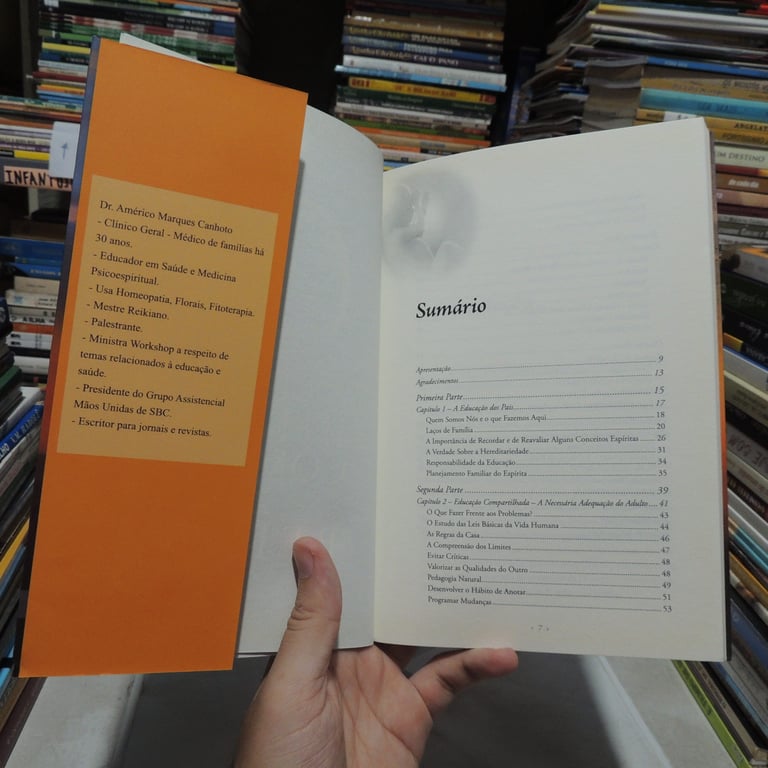 Dr. Américo Marques Canhoto
- Clínico Geral - Médico de famílias há
30 anos.
- Educador em Saúde e Medicina
Psicoespiritual.
- Usa Homeopatia, Florais, Fitoterapia.
- Mestre Reikiano.
- Palestrante.
- Ministra Workshop a respeito de
temas relacionados à educação e
saúde.
- Presidente do Grupo Assistencial
Mãos Unidas de SBC.
- Escritor para jornais e revistas.
Sumário
Apresentação 9
Agradecimentos 13
Primeira Parte 15
Capítulo 1 – A Educação dos Pais 17
Quem Somos Nós e o que Fazemos Aqui 18
Laços de Família 20
A Importância de Recordar e de Reavaliar Alguns Conceitos Espíritas 26
A Verdade Sobre a Hereditariedade 31
Responsabilidade da Educação 34
Planejamento Familiar do Espírita 35
Segunda Parte 39
Capítulo 2 – Educação Compartilhada – A Necessária Adequação do Adulto 41
O Que Fazer Frente aos Problemas? 43
O Estudo das Leis Básicas da Vida Humana 44
As Regras da Casa 46
A Compreensão dos Limites 47
Evitar Críticas 48
Valorizar as Qualidades do Outro 48
Pedagogia Natural 49
Desenvolver o Hábito de Anotar 51
Programar Mudanças 53
- 7 -
INFANTO
UM DESTINO